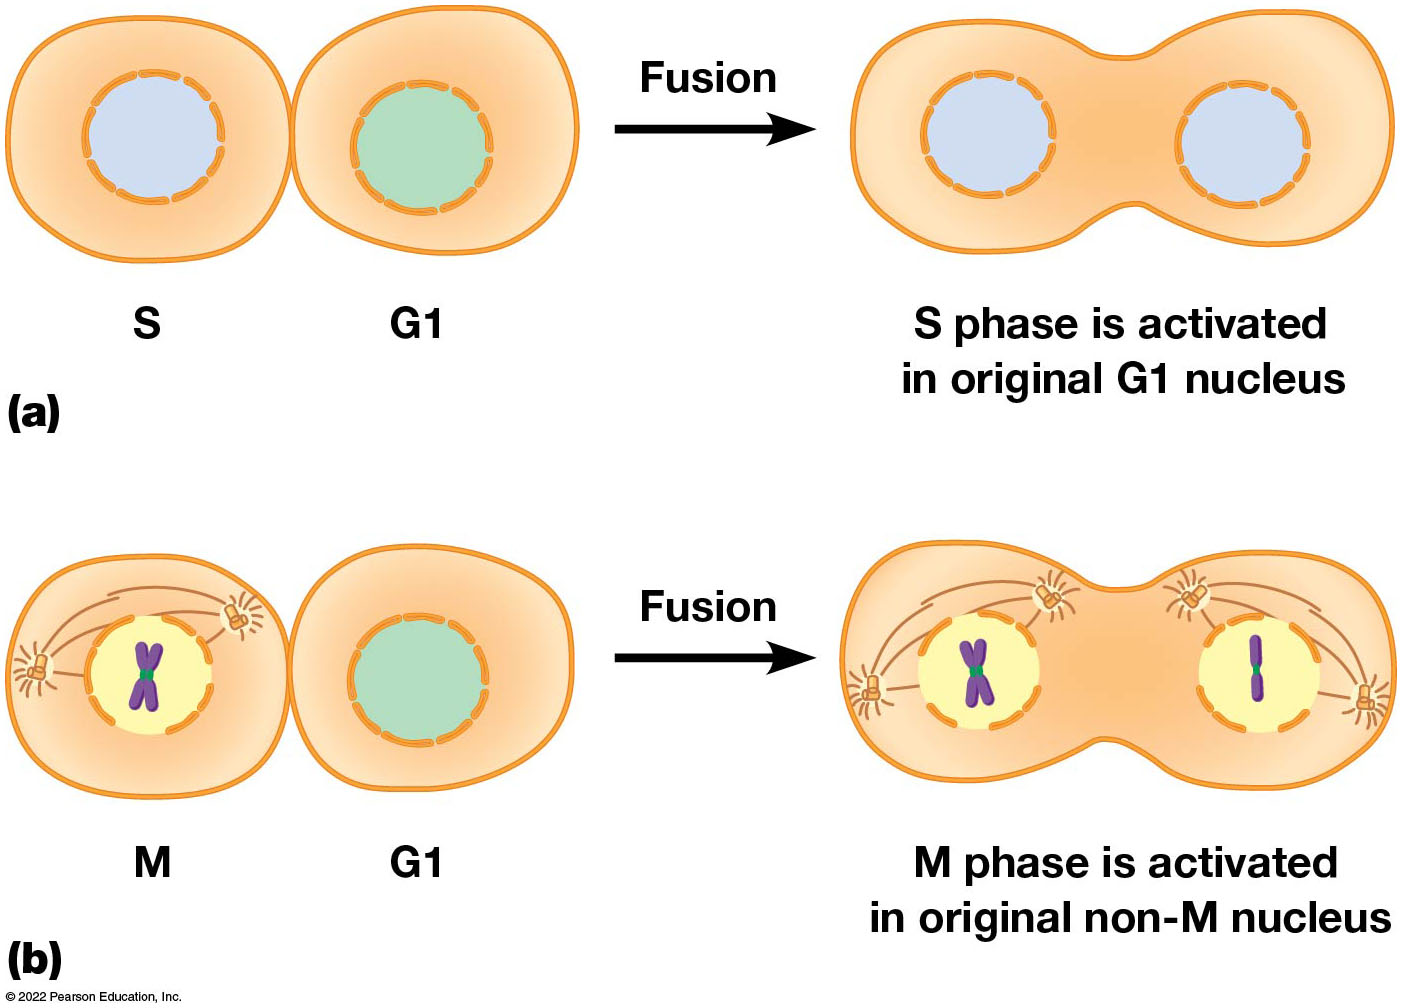 Fusion
S
G1
S phase is activated
in original G1 nucleus
(a)
Fusion
M
G1
M phase is activated
in original non-M nucleus
(b)
© 2022 Pearson Education, Inc.